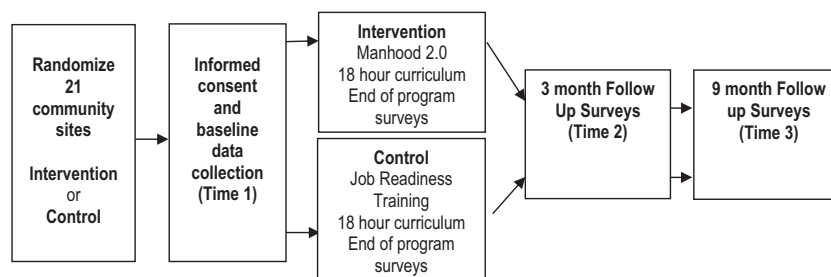 Randomize
21
community
sites
Intervention
or
Control
Informed
consent
and
baseline
data
collection
(Time 1)
Intervention
Manhood 2.0
18 hour curriculum
End of program
surveys
Control
Job Readiness
Training
18 hour curriculum
End of program
surveys
3 month Follow
Up Surveys
(Time 2)
9 month Follow
up Surveys
(Time 3)